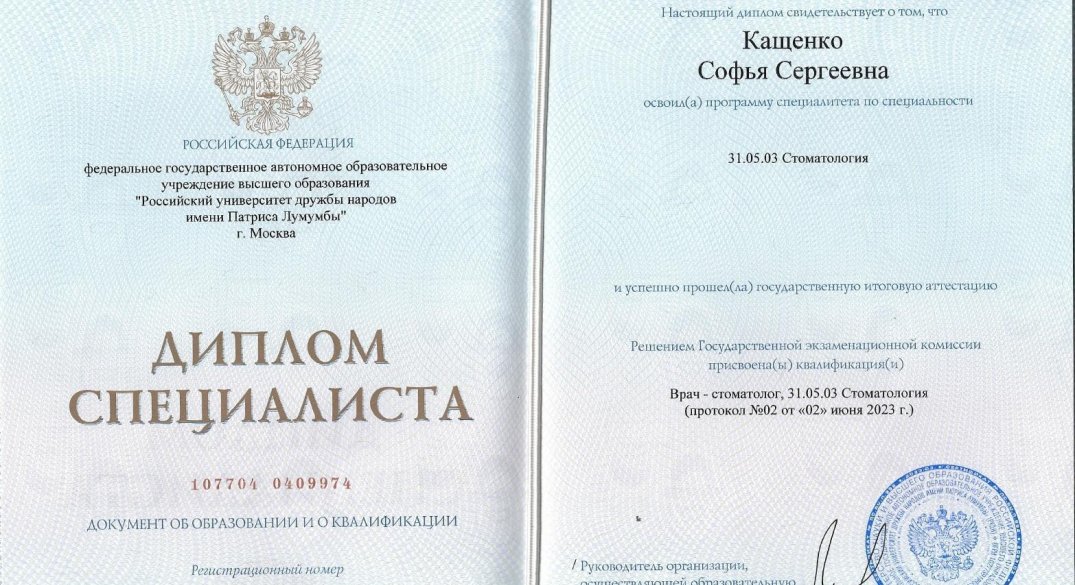 РОССИЙСКАЯ ФЕДЕРАЦИЯ
федеральное государственное автономное образовательное
учреждение высшего образования
"Российский университет дружбы народов
имени Патриса Лумумбы"
г. Москва
ДИПЛОМ
СПЕЦИАЛИСТА
107704 0409974
ДОКУМЕНТ ОБ ОБРАЗОВАНИИ И О КВАЛИФИКАЦИИ
Регистрационный номер
Настоящий диплом свидетельствует о том, что
Кащенко
Софья Сергеевна
освоил(а) программу специалитета по специальности
31.05.03 Стоматология
и успешно прошел(ла) государственную итоговую аттестацию
Решением Государственной экзаменационной комиссии
присвоена(ы) квалификация(и)
Врач - стоматолог, 31.05.03 Стоматология
(протокол №02 от «02» июня 2023 г.)
Руководитель организации,
осуществляющей образовательную